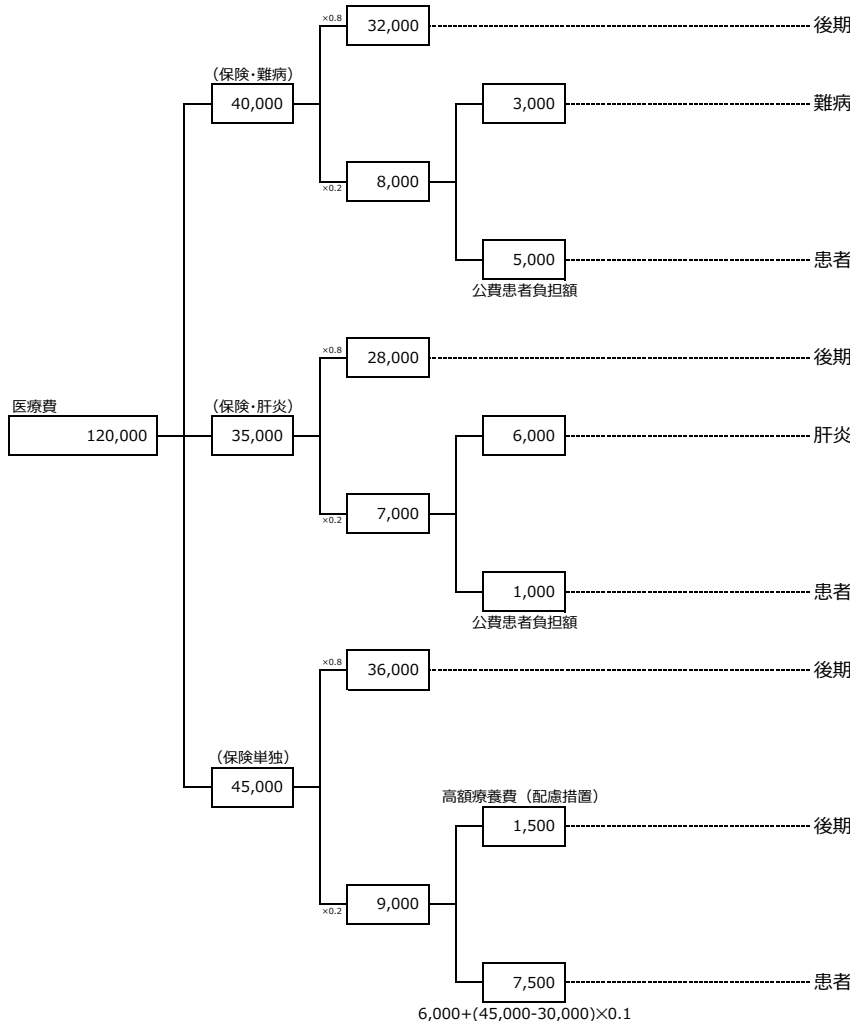 ×0.8
32,000
後期
(保険・難病)
40,000
3,000
難病
×0.2
8,000
5,000
患者
公費患者負担額
×0.8
28,000
後期
医療費
120,000
(保険・肝炎)
35,000
6,000
肝炎
×0.2
7,000
1,000
患者
公費患者負担額
×0.8
36,000
後期
(保険単独)
45,000
高額療養費（配慮措置）
1,500
後期
×0.2
9,000
7,500
患者
6,000+(45,000-30,000)×0.1